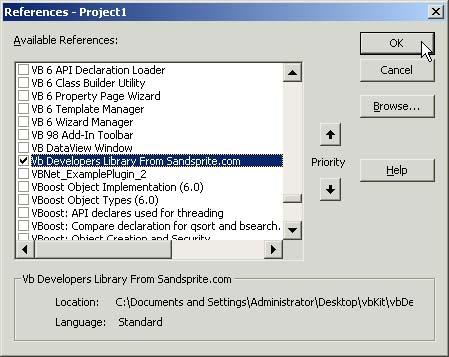 References - Project1
Available References:
VB 6 API Declaration Loader
VB 6 Class Builder Utility
VB 6 Property Page Wizard
VB 6 Template Manager
VB 6 Wizard Manager
VB 98 Add-In Toolbar
VB DataView Window
Vb Developers Library From Sandsprite.com
VBNet_ExamplePlugin_2
VBoost Object Implementation (6.0)
VBoost Object Types (6.0)
VBoost: API declares used for threading
VBoost: Compare declaration for qsort and bsearch.
VBoost: Object Creation and Security
OK
Cancel
Browse...
Priority
Help
Vb Developers Library From Sandsprite.com
Location: C:\Documents and Settings\Administrator\Desktop\vbKit\vbDe
Language: Standard